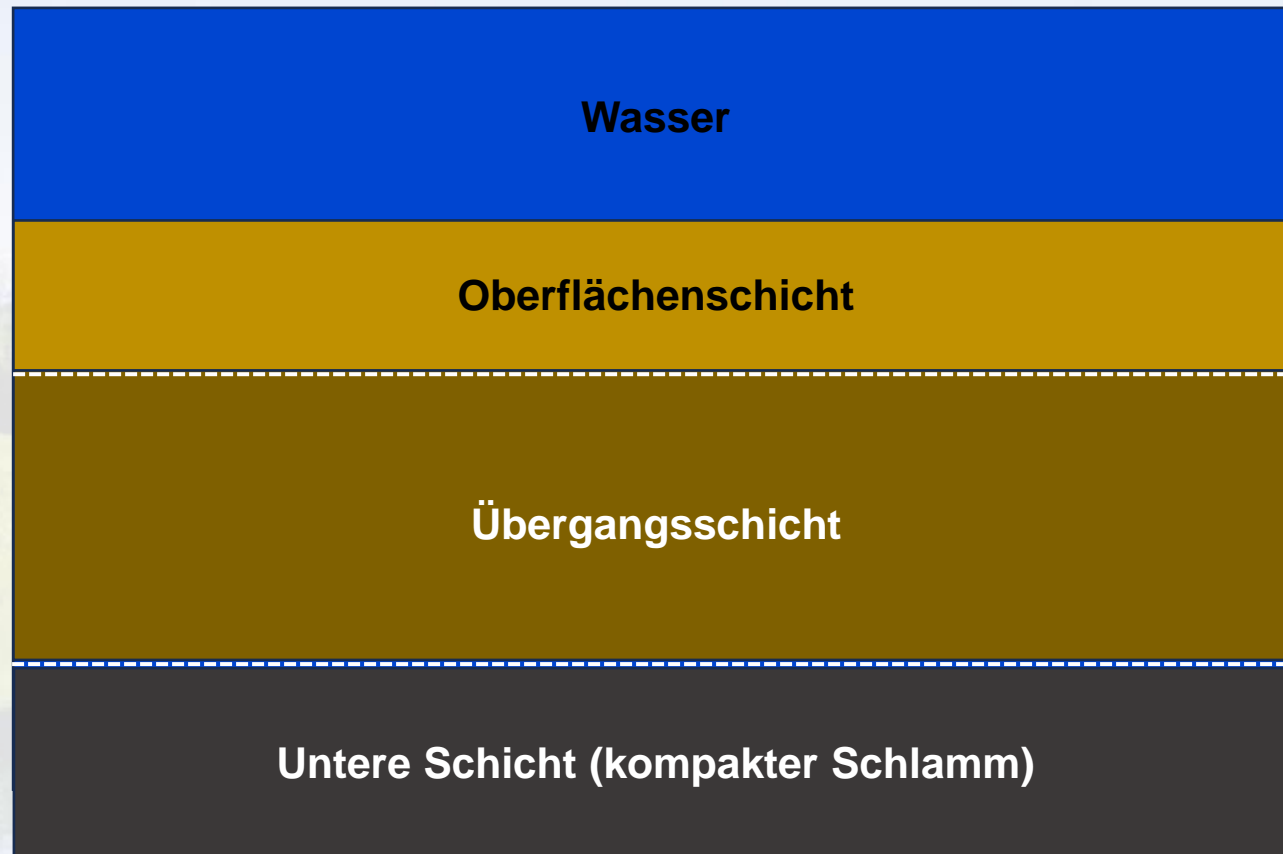 Wasser
Oberflächenschicht
Übergangsschicht
Untere Schicht (kompakter Schlamm)